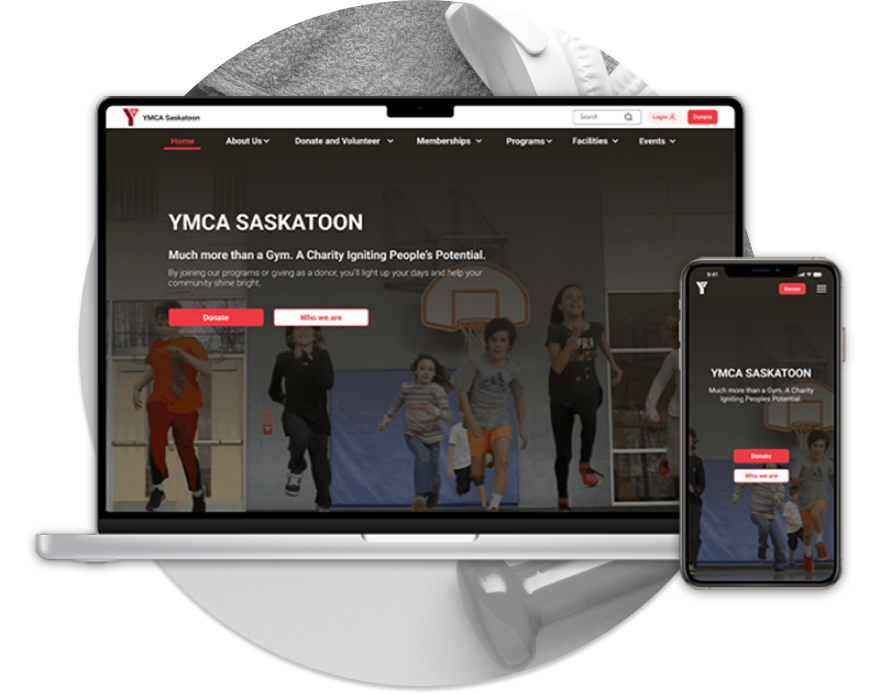 YMCA Saskatoon
Search
Login
Donate
Home
About Us
Donate and Volunteer
Memberships
Programs
Facilities
Events
YMCA SASKATOON
Much more than a Gym. A Charity Igniting People's Potential.
By joining our programs or giving as a donor, you'll light up your days and help your
community shine bright.
Donate
Who we are
9:41
Donate
YMCA SASKATOON
Much more than a Gym. A Charity
Igniting Peoples Potential.
Donate
Who we are